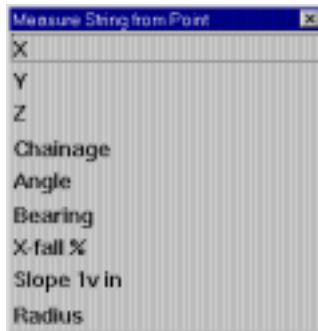 Measure String from Point
X
Y
Z
Chainage
Angle
Bearing
X-fall %
Slope 1v in
Radius